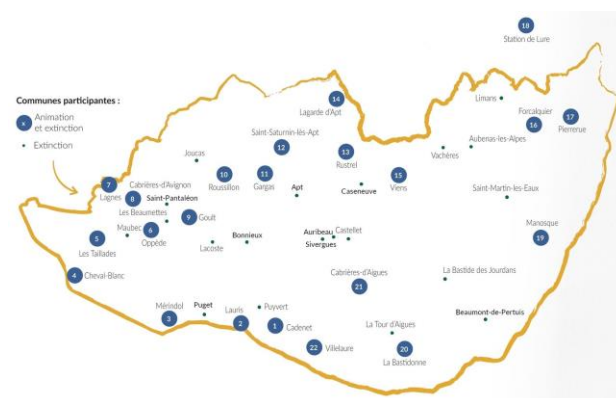 18
Station de Lure
Communes participantes :
x Animation
et extinction
Extinction
14
Lagarde d'Apt
Limans
Forcalquier
16
17
Pierrerue
Saint-Saturnin-lès-Apt
12
Joucas
13
Rustrel
Vachères
Aubenas-les-Alpes
7
Lagnes
Cabrières-d'Avignon
8
Saint-Pantaléon
10
Roussillon
11
Gargas
Apt
Caseneuve
15
Viens
Saint-Martin-les-Eaux
Les Beaumettes
9
Goult
Maubec
6
Oppède
5
Les Taillades
Lacoste
Bonnieux
Auribeau
Castellet
Sivergues
Manosque
19
4
Cheval-Blanc
Cabrières-d'Aigues
21
La Bastide des Jourdans
Mérindol
3
Puget
Lauris
2
Puyvert
1
Cadenet
La Tour d'Aigues
Beaumont-de-Pertuis
22
Villelaure
20
La Bastidonne